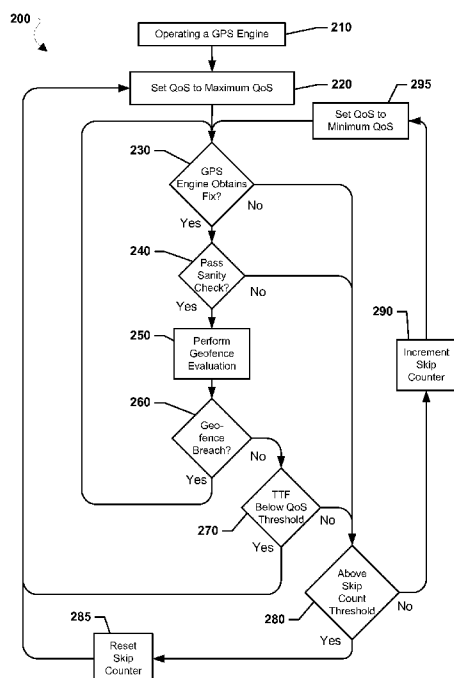 200
Operating a GPS Engine
210
Set QoS to Maximum QoS
220
295
Set QoS to
Minimum QoS
230
GPS
Engine Obtains
Fix?
Yes
No
240
Pass
Sanity
Check?
Yes
No
250
Perform
Geofence
Evaluation
290
Increment
Skip
Counter
260
Geo-
fence
Breach?
Yes
No
TTF
Below QoS
Threshold
270
Yes
No
Above
Skip
Count
Threshold
280
Yes
No
285
Reset
Skip
Counter